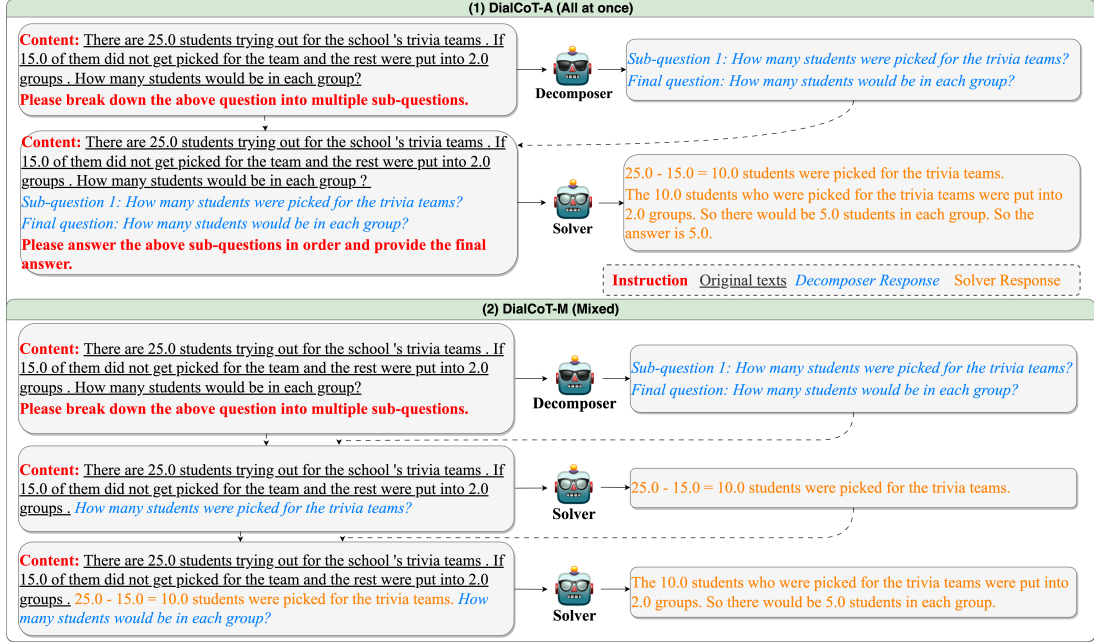 (1) DialCoT-A (All at once)
Content: There are 25.0 students trying out for the school 's trivia teams . If
15.0 of them did not get picked for the team and the rest were put into 2.0
groups . How many students would be in each group?
Please break down the above question into multiple sub-questions.
Decomposer
Sub-question 1: How many students were picked for the trivia teams?
Final question: How many students would be in each group?
Content: There are 25.0 students trying out for the school 's trivia teams . If
15.0 of them did not get picked for the team and the rest were put into 2.0
groups . How many students would be in each group ?
Sub-question 1: How many students were picked for the trivia teams?
Final question: How many students would be in each group?
Please answer the above sub-questions in order and provide the final
answer.
Solver
25.0 - 15.0 = 10.0 students were picked for the trivia teams.
The 10.0 students who were picked for the trivia teams were put into
2.0 groups. So there would be 5.0 students in each group. So the
answer is 5.0.
Instruction Original texts Decomposer Response Solver Response
(2) DialCoT-M (Mixed)
Content: There are 25.0 students trying out for the school 's trivia teams . If
15.0 of them did not get picked for the team and the rest were put into 2.0
groups . How many students would be in each group?
Please break down the above question into multiple sub-questions.
Decomposer
Sub-question 1: How many students were picked for the trivia teams?
Final question: How many students would be in each group?
Content: There are 25.0 students trying out for the school 's trivia teams . If
15.0 of them did not get picked for the team and the rest were put into 2.0
groups . How many students were picked for the trivia teams?
Solver
25.0 - 15.0 = 10.0 students were picked for the trivia teams.
Content: There are 25.0 students trying out for the school 's trivia teams . If
15.0 of them did not get picked for the team and the rest were put into 2.0
groups . 25.0 - 15.0 = 10.0 students were picked for the trivia teams. How
many students would be in each group?
Solver
The 10.0 students who were picked for the trivia teams were put into
2.0 groups. So there would be 5.0 students in each group.